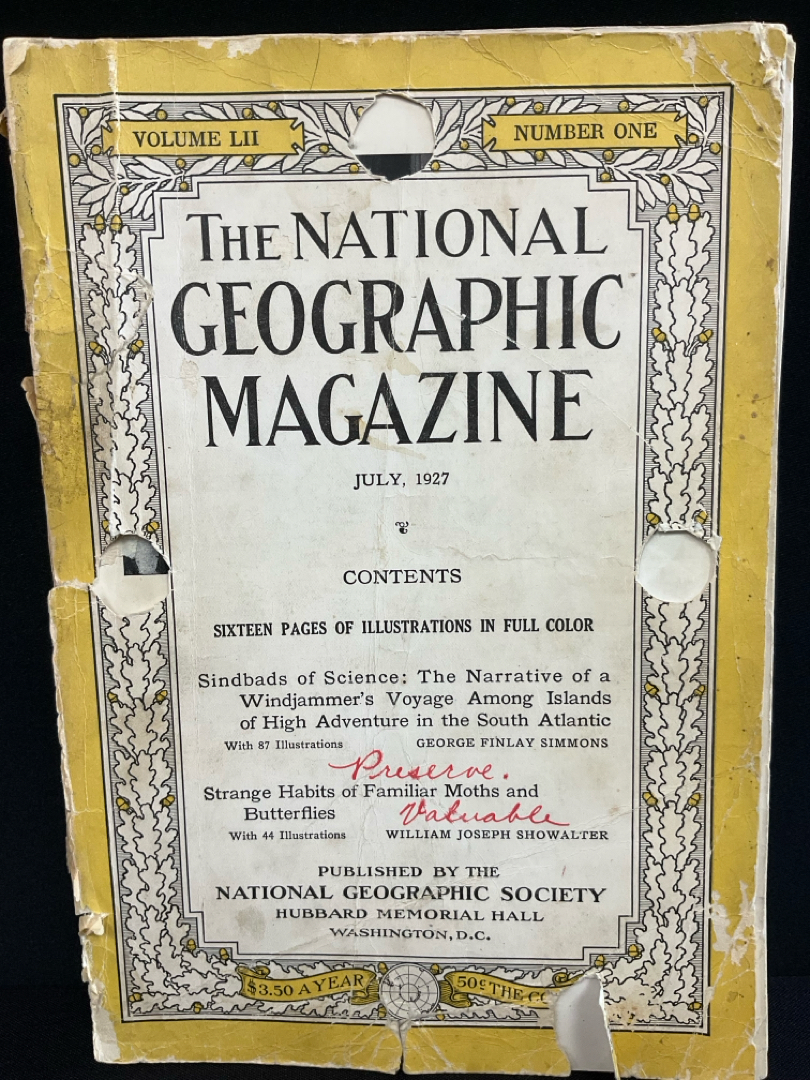 VOLUME LII
NUMBER ONE
THE NATIONAL
GEOGRAPHIC
MAGAZINE
JULY, 1927
CONTENTS
SIXTEEN PAGES OF ILLUSTRATIONS IN FULL COLOR
Sindbads of Science: The Narrative of a
Windjammer's Voyage Among Islands
of High Adventure in the South Atlantic
With 87 Illustrations GEORGE FINLAY SIMMONS
Preserve.
Strange Habits of Familiar Moths and
Butterflies Valuable
With 44 Illustrations WILLIAM JOSEPH SHOWALTER
PUBLISHED BY THE
NATIONAL GEOGRAPHIC SOCIETY
HUBBARD MEMORIAL HALL
WASHINGTON, D.C.
$3.50 A YEAR
50¢ THE